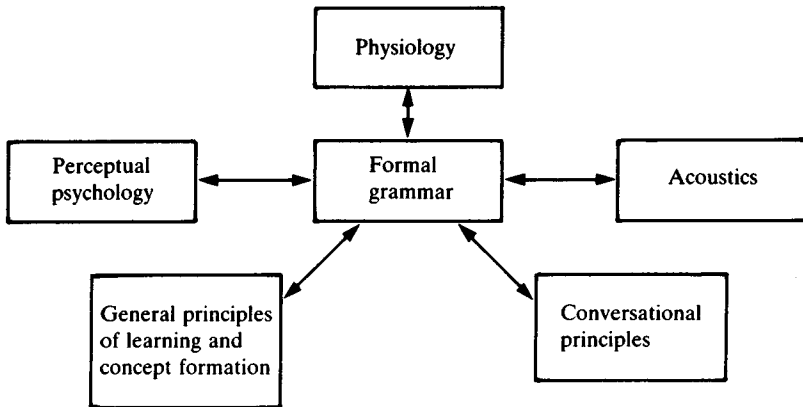 Physiology
Perceptual
psychology
Formal
grammar
Acoustics
General principles
of learning and
concept formation
Conversational
principles